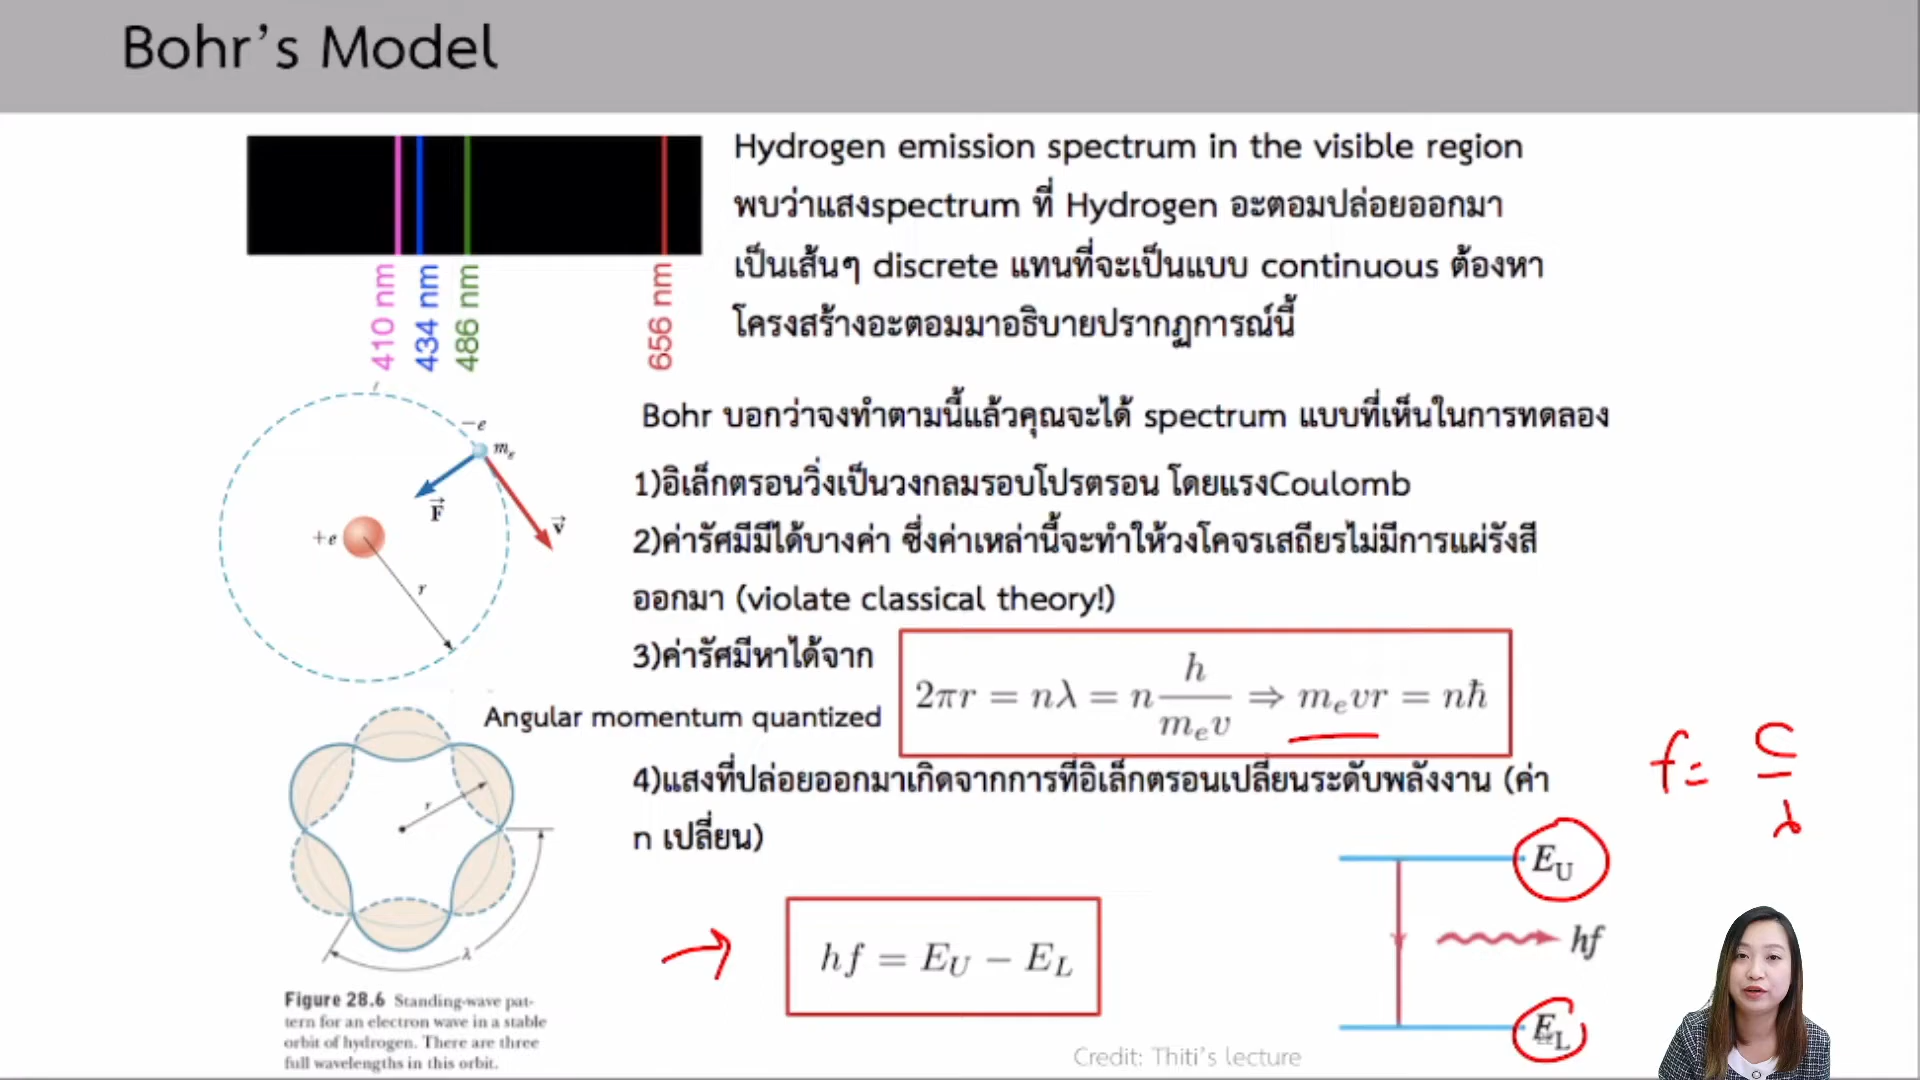 Bohr's Model
Hydrogen emission spectrum in the visible region
พบว่าแสงspectrum ที่ Hydrogen อะตอมปล่อยออกมา
เป็นเส้นๆ discrete แทนที่จะเป็นแบบ continuous ต้องหา
โครงสร้างอะตอมมาอธิบายปรากฏการณ์นี้
410 nm
434 nm
486 nm
656 nm
Bohr บอกว่าจงทำตามนี้แล้วคุณจะได้ spectrum แบบที่เห็นในการทดลอง
1)อิเล็กตรอนวิ่งเป็นวงกลมรอบโปรตรอน โดยแรงCoulomb
2)ค่ารัศมีมีได้บางค่า ซึ่งค่าเหล่านี้จะทำให้วงโคจรเสถียรไม่มีการแผ่รังสี
ออกมา (violate classical theory!)
3)ค่ารัศมีหาได้จาก
2πr = nλ = n h/mₑv ⇒ mₑvr = nħ
Angular momentum quantized
4)แสงที่ปล่อยออกมาเกิดจากการที่อิเล็กตรอนเปลี่ยนระดับพลังงาน (ค่า
n เปลี่ยน)
hf = E_U − E_L
−e
mₑ
F
v
+e
r
r
λ
Figure 28.6 Standing-wave pat-
tern for an electron wave in a stable
orbit of hydrogen. There are three
full wavelengths in this orbit.
f = c/λ
E_U
hf
E_L
Credit: Thiti's lecture